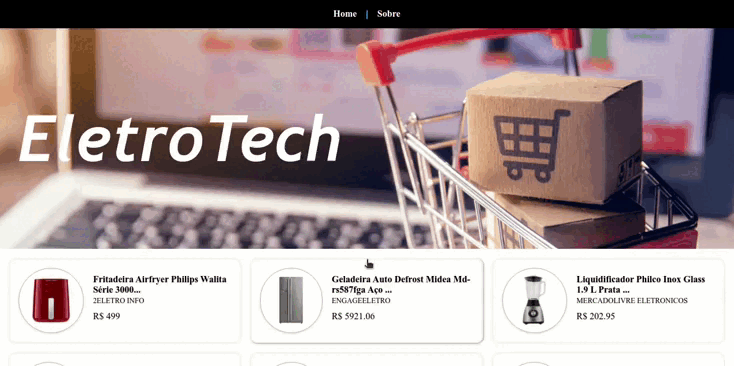 Home | Sobre
EletroTech
Fritadeira Airfryer Philips Walita
Série 3000...
2ELETRO INFO
R$ 499
Geladeira Auto Defrost Midea Md-
rs587fga Aço ...
ENGAGEELETRO
R$ 5921.06
Liquidificador Philco Inox Glass
1.9 L Prata ...
MERCADOLIVRE ELETRONICOS
R$ 202.95